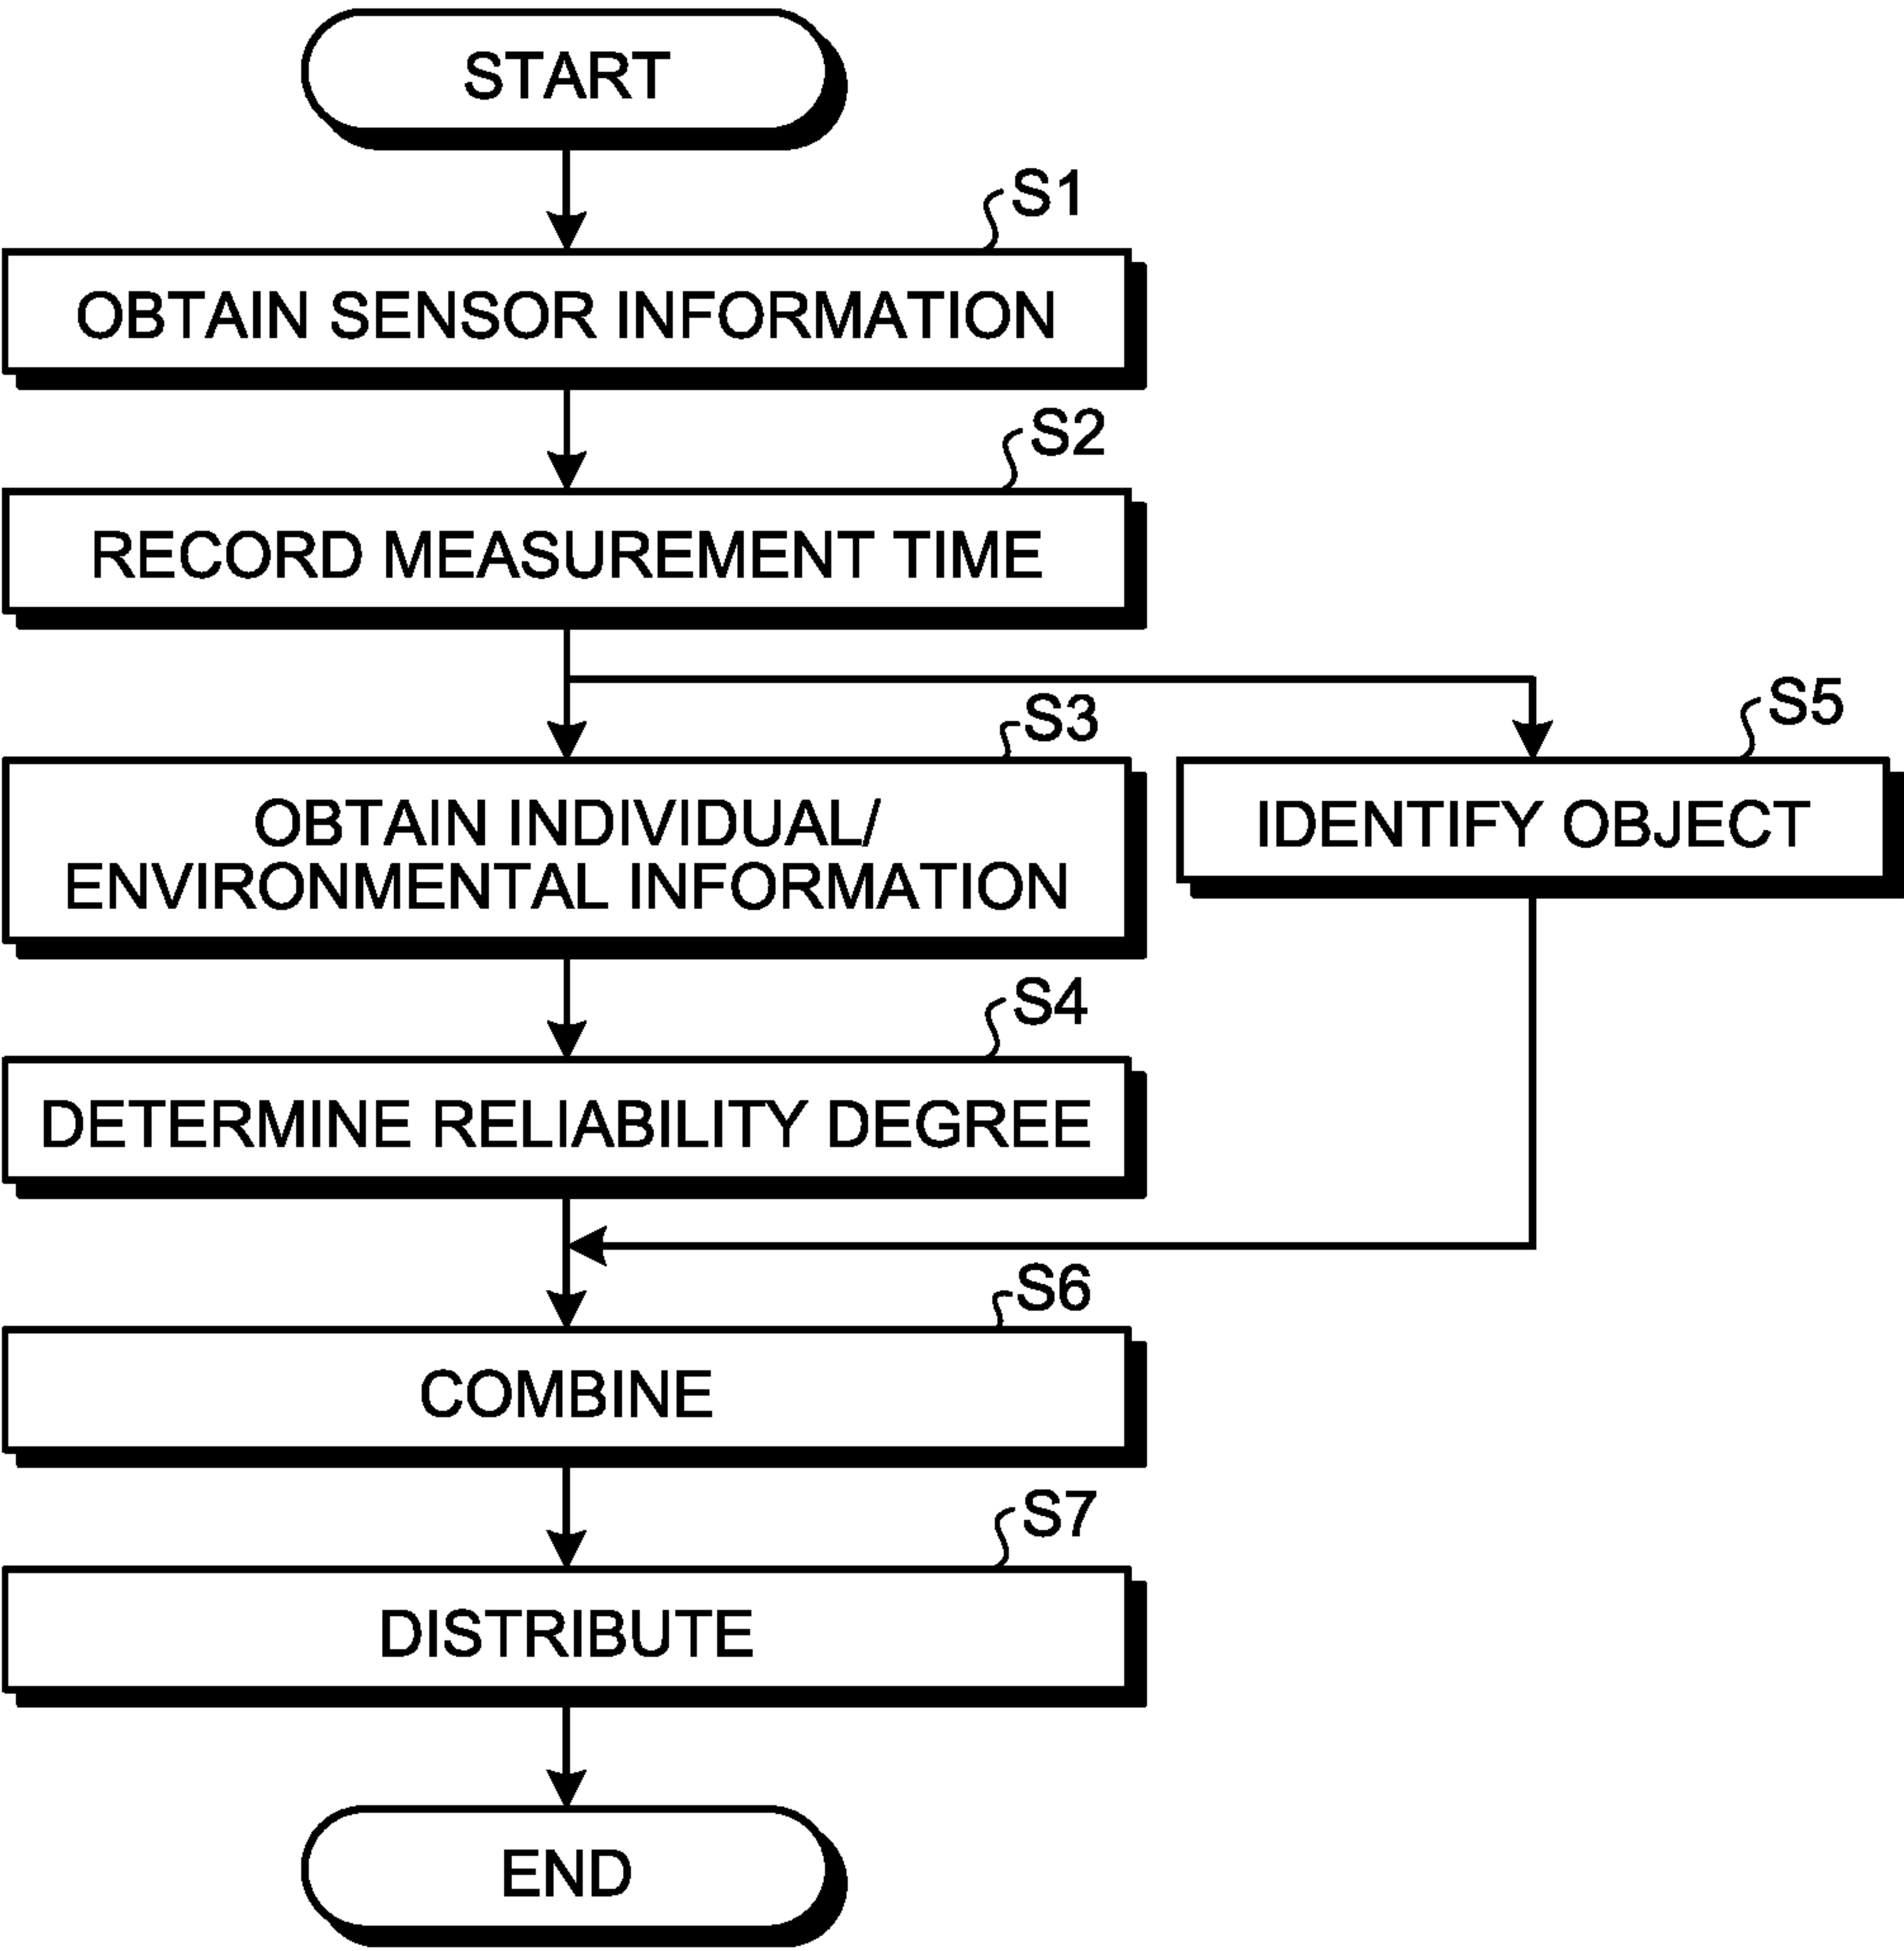 START
S1
OBTAIN SENSOR INFORMATION
S2
RECORD MEASUREMENT TIME
S3
OBTAIN INDIVIDUAL/
ENVIRONMENTAL INFORMATION
S5
IDENTIFY OBJECT
S4
DETERMINE RELIABILITY DEGREE
S6
COMBINE
S7
DISTRIBUTE
END